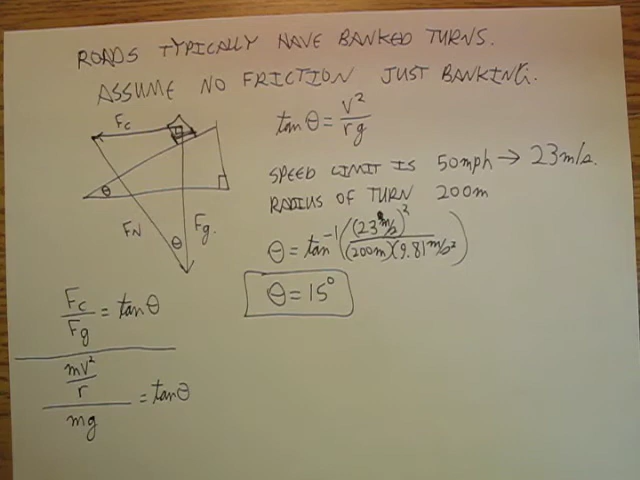 ROADS TYPICALLY HAVE BANKED TURNS.
ASSUME NO FRICTION JUST BANKING.
Fc
θ
FN
θ
Fg
tan θ = v²/rg
SPEED LIMIT IS 50mph → 23m/s.
RADIUS OF TURN 200m
θ = tan⁻¹((23 m/s)²/(200m)(9.81 m/s²))
θ = 15°
Fc/Fg = tan θ
(mv²/r)/mg = tan θ